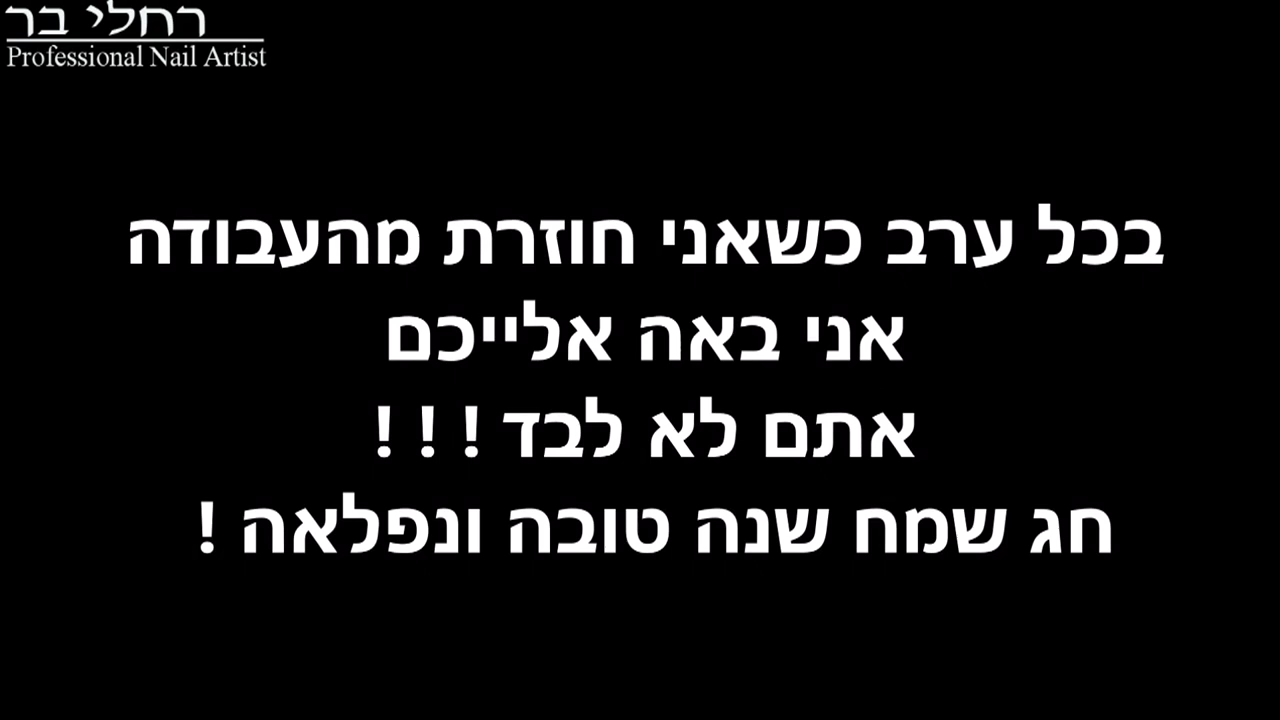 רחלי בר
Professional Nail Artist
בכל ערב כשאני חוזרת מהעבודה
אני באה אלייכם
אתם לא לבד ! ! !
חג שמח שנה טובה ונפלאה !